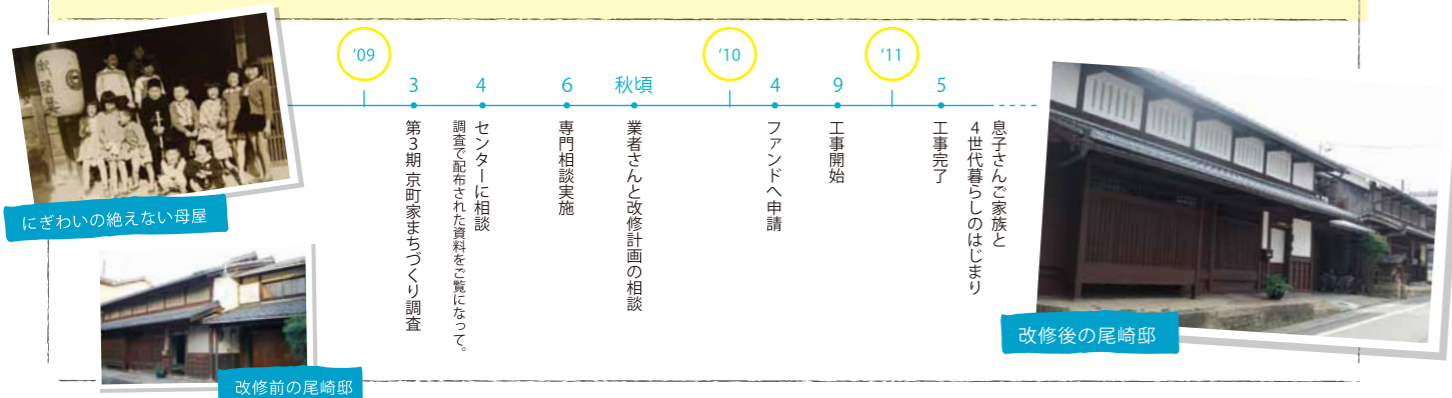 ‘09
3
第3期 京町家まちづくり調査
4
センターに相談
調査で配布された資料をご覧になって。
6
専門相談実施
秋頃
業者さんと改修計画の相談
‘10
4
ファンドへ申請
9
工事開始
‘11
5
工事完了
息子さんご家族と
４世代暮らしのはじまり
にぎわいの絶えない母屋
改修前の尾崎邸
改修後の尾崎邸